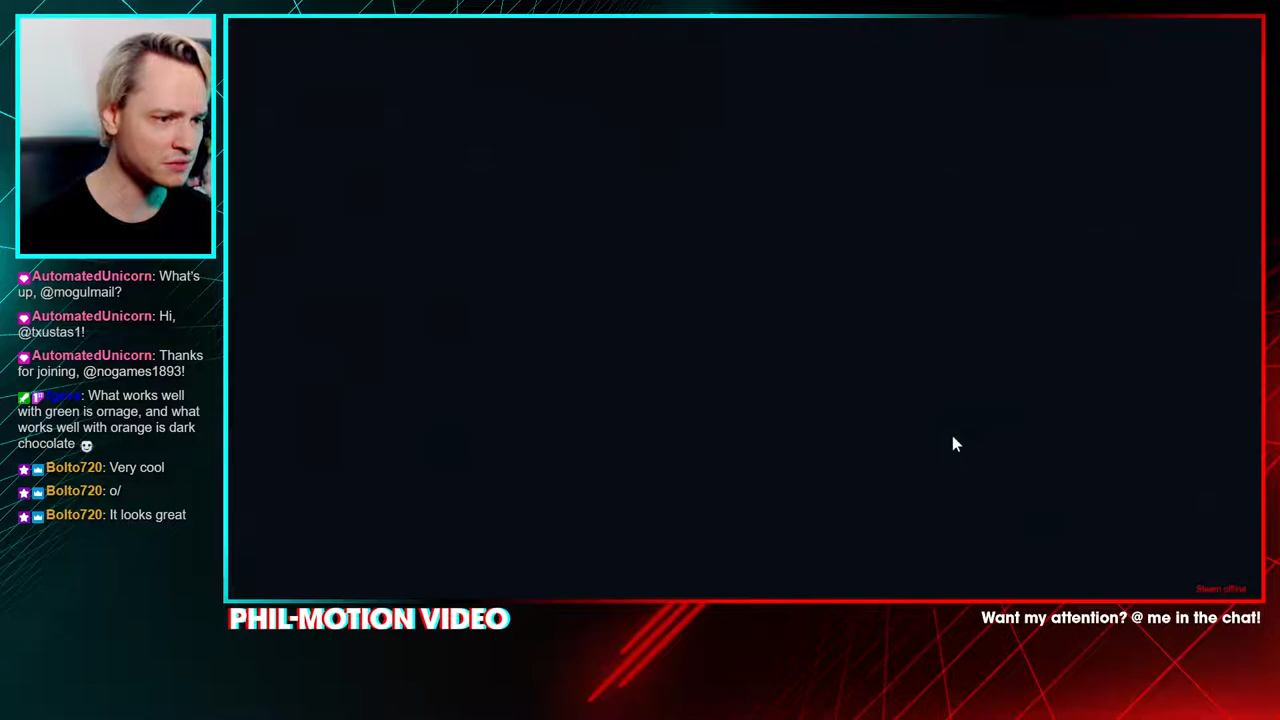 AutomatedUnicorn: What's
up, @mogulmail?
AutomatedUnicorn: Hi,
@txustas1!
AutomatedUnicorn: Thanks
for joining, @nogames1893!
: What works well
with green is ornage, and what
works well with orange is dark
chocolate
Bolto720: Very cool
Bolto720: o/
Bolto720: It looks great
Steam offline
PHIL-MOTION VIDEO
Want my attention? @ me in the chat!